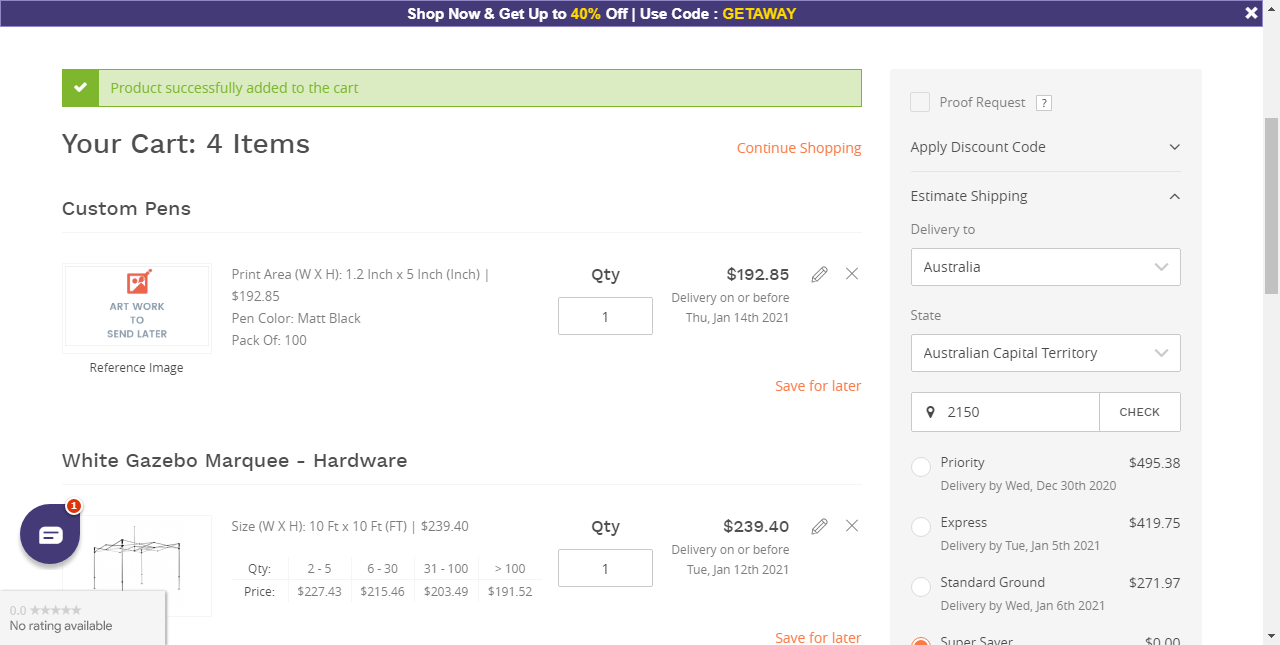 Shop Now & Get Up to 40% Off | Use Code : GETAWAY
Product successfully added to the cart
Your Cart: 4 Items
Continue Shopping
Custom Pens
ART WORK
TO
SEND LATER
Reference Image
Print Area (W X H): 1.2 Inch x 5 Inch (Inch) |
$192.85
Pen Color: Matt Black
Pack Of: 100
Qty
1
$192.85
Delivery on or before
Thu, Jan 14th 2021
Save for later
White Gazebo Marquee - Hardware
Size (W X H): 10 Ft x 10 Ft (FT) | $239.40
Qty: 2 - 5 6 - 30 31 - 100 > 100
Price: $227.43 $215.46 $203.49 $191.52
Qty
1
$239.40
Delivery on or before
Tue, Jan 12th 2021
Save for later
1
0.0
No rating available
Proof Request ?
Apply Discount Code
Estimate Shipping
Delivery to
Australia
State
Australian Capital Territory
2150 CHECK
Priority $495.38
Delivery by Wed, Dec 30th 2020
Express $419.75
Delivery by Tue, Jan 5th 2021
Standard Ground $271.97
Delivery by Wed, Jan 6th 2021
Super Saver $0.00